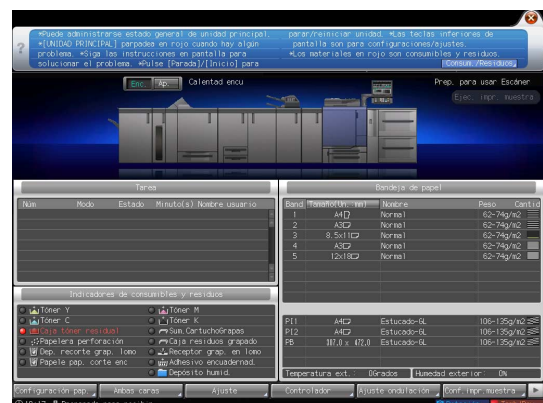 *Puede administrarse estado general de unidad principal.
*[UNIDAD PRINCIPAL] parpadea en rojo cuando hay algún
problema. *Siga las instrucciones en pantalla para
solucionar el problema. *Pulse [Parada]/[Inicio] para
parar/reiniciar unidad. *Las teclas inferiores de
pantalla son para configuraciones/ajustes.
*Los materiales en rojo son consumibles y residuos.
?
Consum./Residuos
Enc. Ap. Calentad encu
Prep. para usar Escáner
Ejec. impr. muestra
Tarea
Núm Modo Estado Minuto(s) Nombre usuario
Bandeja de papel
Band Tamaño(Un. mm) Nombre Peso Cantid
1 A4 Normal 62-74g/m2
2 A3 Normal 62-74g/m2
3 8.5x11 Normal 62-74g/m2
4 A3 Normal 62-74g/m2
5 12x18 Normal 62-74g/m2
PI1 A4 Estucado-GL 106-135g/m2
PI2 A4 Estucado-GL 106-135g/m2
PB 307.0 x 472.0 Estucado-GL 106-135g/m2
Temperatura ext.: 0Grados Humedad exterior: 0%
Indicadores de consumibles y residuos
Tóner Y Tóner M
Tóner C Tóner K
Caja tóner residual Sum.CartuchoGrapas
Papelera perforación Caja residuos grapado
Dep. recorte grap. lomo Receptor grap. en lomo
Papele pap. corte enc Adhesivo encuadernad.
Depósito humid.
Configuración pap. Ambas caras Ajuste Controlador Ajuste ondulación Conf.impr.muestra